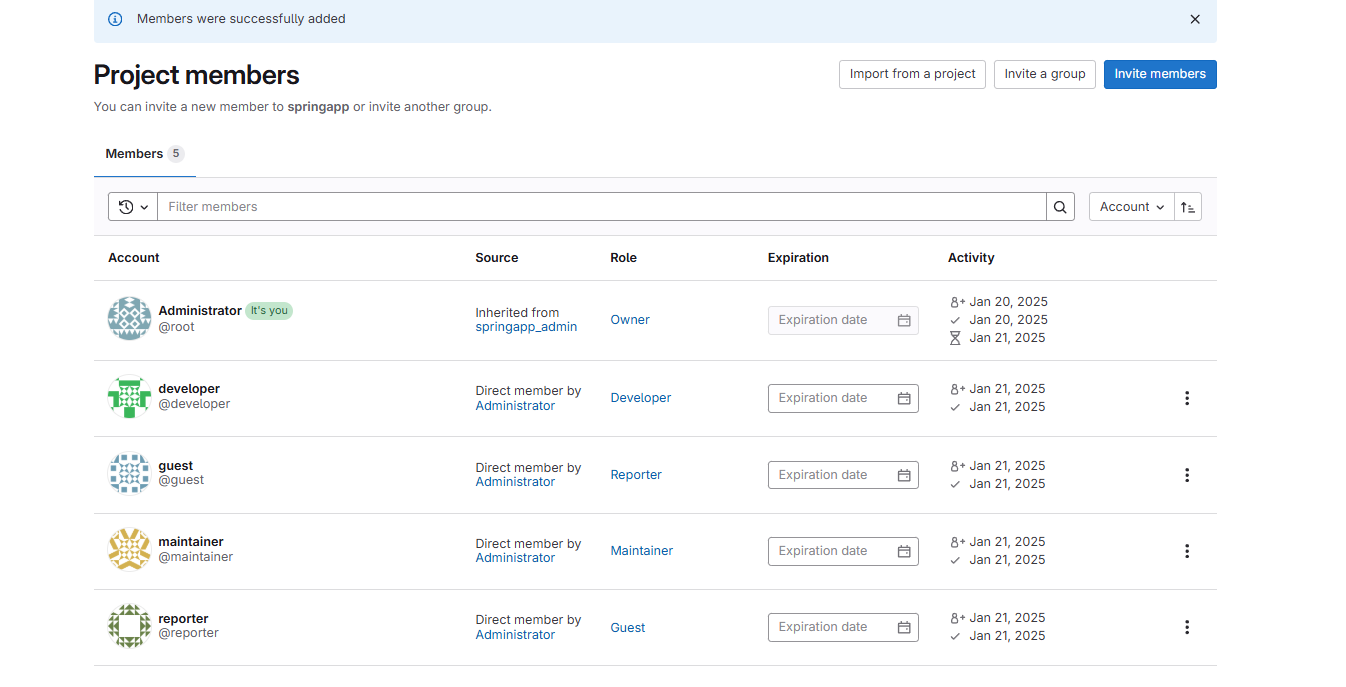 Members were successfully added
Project members
Import from a project
Invite a group
Invite members
You can invite a new member to springapp or invite another group.
Members 5
Filter members
Account
Account Source Role Expiration Activity
Administrator It's you
@root
Inherited from
springapp_admin
Owner
Expiration date
Jan 20, 2025
Jan 20, 2025
Jan 21, 2025
developer
@developer
Direct member by
Administrator
Developer
Expiration date
Jan 21, 2025
Jan 21, 2025
guest
@guest
Direct member by
Administrator
Reporter
Expiration date
Jan 21, 2025
Jan 21, 2025
maintainer
@maintainer
Direct member by
Administrator
Maintainer
Expiration date
Jan 21, 2025
Jan 21, 2025
reporter
@reporter
Direct member by
Administrator
Guest
Expiration date
Jan 21, 2025
Jan 21, 2025